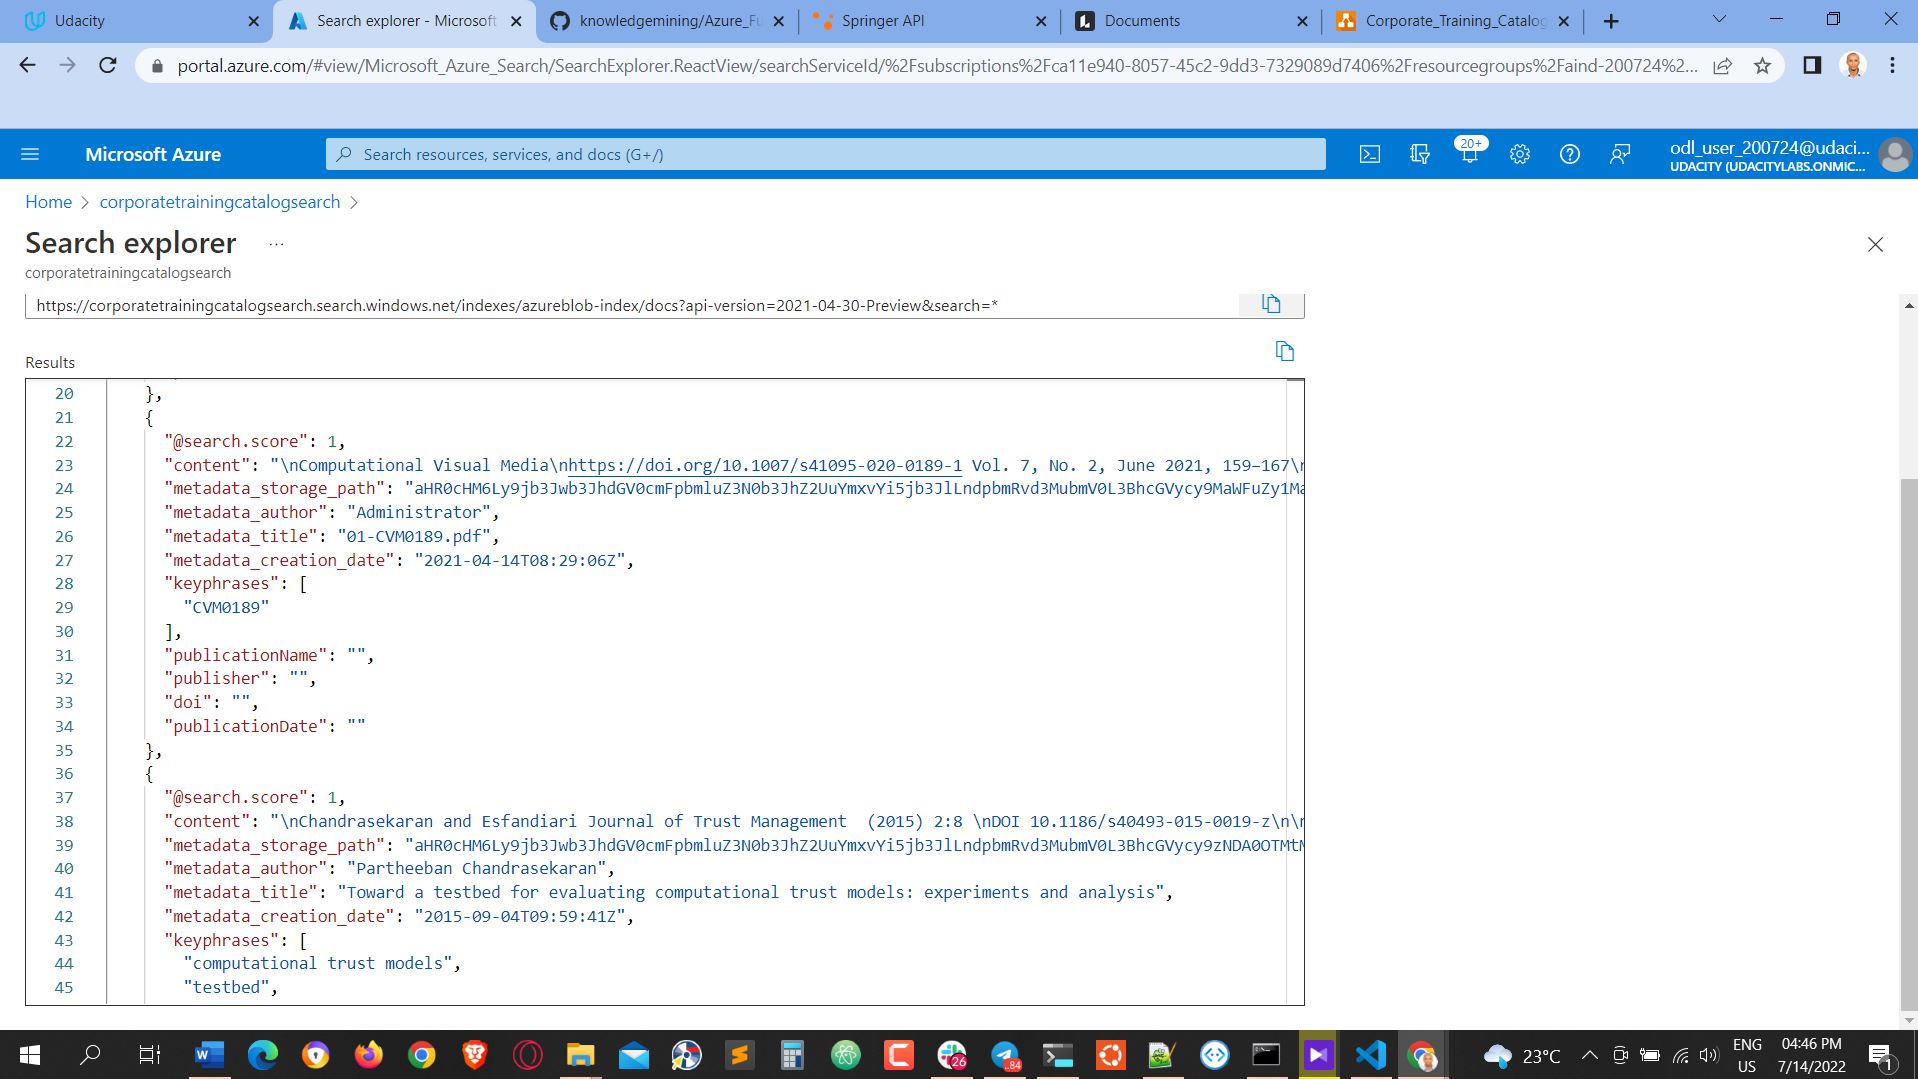 Udacity
Search explorer - Microsoft
knowledgemining/Azure_Fu
Springer API
Documents
Corporate_Training_Catalog
portal.azure.com/#view/Microsoft_Azure_Search/SearchExplorer.ReactView/searchServiceId/%2Fsubscriptions%2Fca11e940-8057-45c2-9dd3-7329089d7406%2Fresourcegroups%2Faind-200724%2...
Microsoft Azure
Search resources, services, and docs (G+/)
20+
odl_user_200724@udaci...
UDACITY (UDACITYLABS.ONMIC...
Home > corporatetrainingcatalogsearch >
Search explorer ...
corporatetrainingcatalogsearch
https://corporatetrainingcatalogsearch.search.windows.net/indexes/azureblob-index/docs?api-version=2021-04-30-Preview&search=*
Results
20 },
21 {
22 "@search.score": 1,
23 "content": "\nComputational Visual Media\nhttps://doi.org/10.1007/s41095-020-0189-1 Vol. 7, No. 2, June 2021, 159–167\n
24 "metadata_storage_path": "aHR0cHM6Ly9jb3Jwb3JhdGV0cmFpbmluZ3N0b3JhZ2UuYmxvYi5jb3JlLndpbmRvd3MubmV0L3BhcGVycy9MaWFuZy1Ma
25 "metadata_author": "Administrator",
26 "metadata_title": "01-CVM0189.pdf",
27 "metadata_creation_date": "2021-04-14T08:29:06Z",
28 "keyphrases": [
29 "CVM0189"
30 ],
31 "publicationName": "",
32 "publisher": "",
33 "doi": "",
34 "publicationDate": ""
35 },
36 {
37 "@search.score": 1,
38 "content": "\nChandrasekaran and Esfandiari Journal of Trust Management  (2015) 2:8 \nDOI 10.1186/s40493-015-0019-z\n\n
39 "metadata_storage_path": "aHR0cHM6Ly9jb3Jwb3JhdGV0cmFpbmluZ3N0b3JhZ2UuYmxvYi5jb3JlLndpbmRvd3MubmV0L3BhcGVycy9zNDA0OTMtM
40 "metadata_author": "Partheeban Chandrasekaran",
41 "metadata_title": "Toward a testbed for evaluating computational trust models: experiments and analysis",
42 "metadata_creation_date": "2015-09-04T09:59:41Z",
43 "keyphrases": [
44 "computational trust models",
45 "testbed",
26
84
23°C
ENG
US
04:46 PM
7/14/2022
1